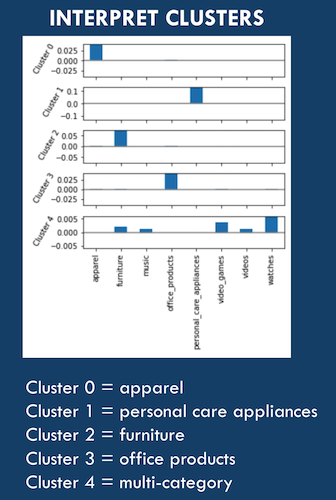 INTERPRET CLUSTERS
Cluster 0
0.025
0.000
−0.025
Cluster 1
0.1
0.0
−0.1
Cluster 2
0.05
0.00
−0.05
Cluster 3
0.025
0.000
−0.025
Cluster 4
0.005
0.000
−0.005
apparel
furniture
music
office_products
personal_care_appliances
video_games
videos
watches
Cluster 0 = apparel
Cluster 1 = personal care appliances
Cluster 2 = furniture
Cluster 3 = office products
Cluster 4 = multi-category